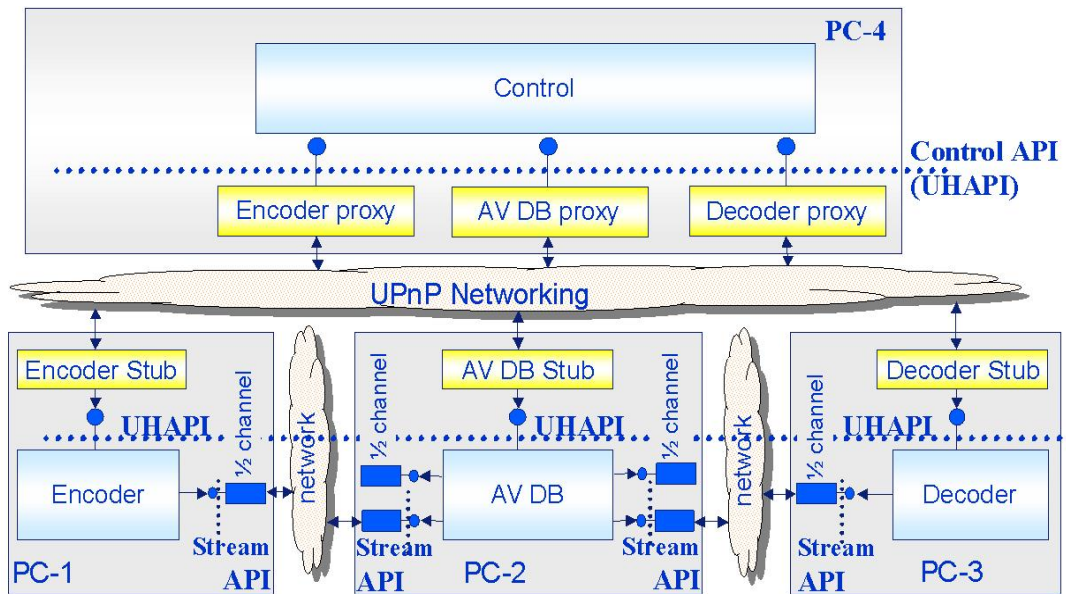 PC-4
Control
Control API
(UHAPI)
Encoder proxy
AV DB proxy
Decoder proxy
UPnP Networking
Encoder Stub
AV DB Stub
Decoder Stub
UHAPI
½ channel
network
½ channel
UHAPI
½ channel
network
½ channel
UHAPI
Encoder
AV DB
Decoder
Stream
API
Stream
API
Stream
API
Stream
API
PC-1
PC-2
PC-3